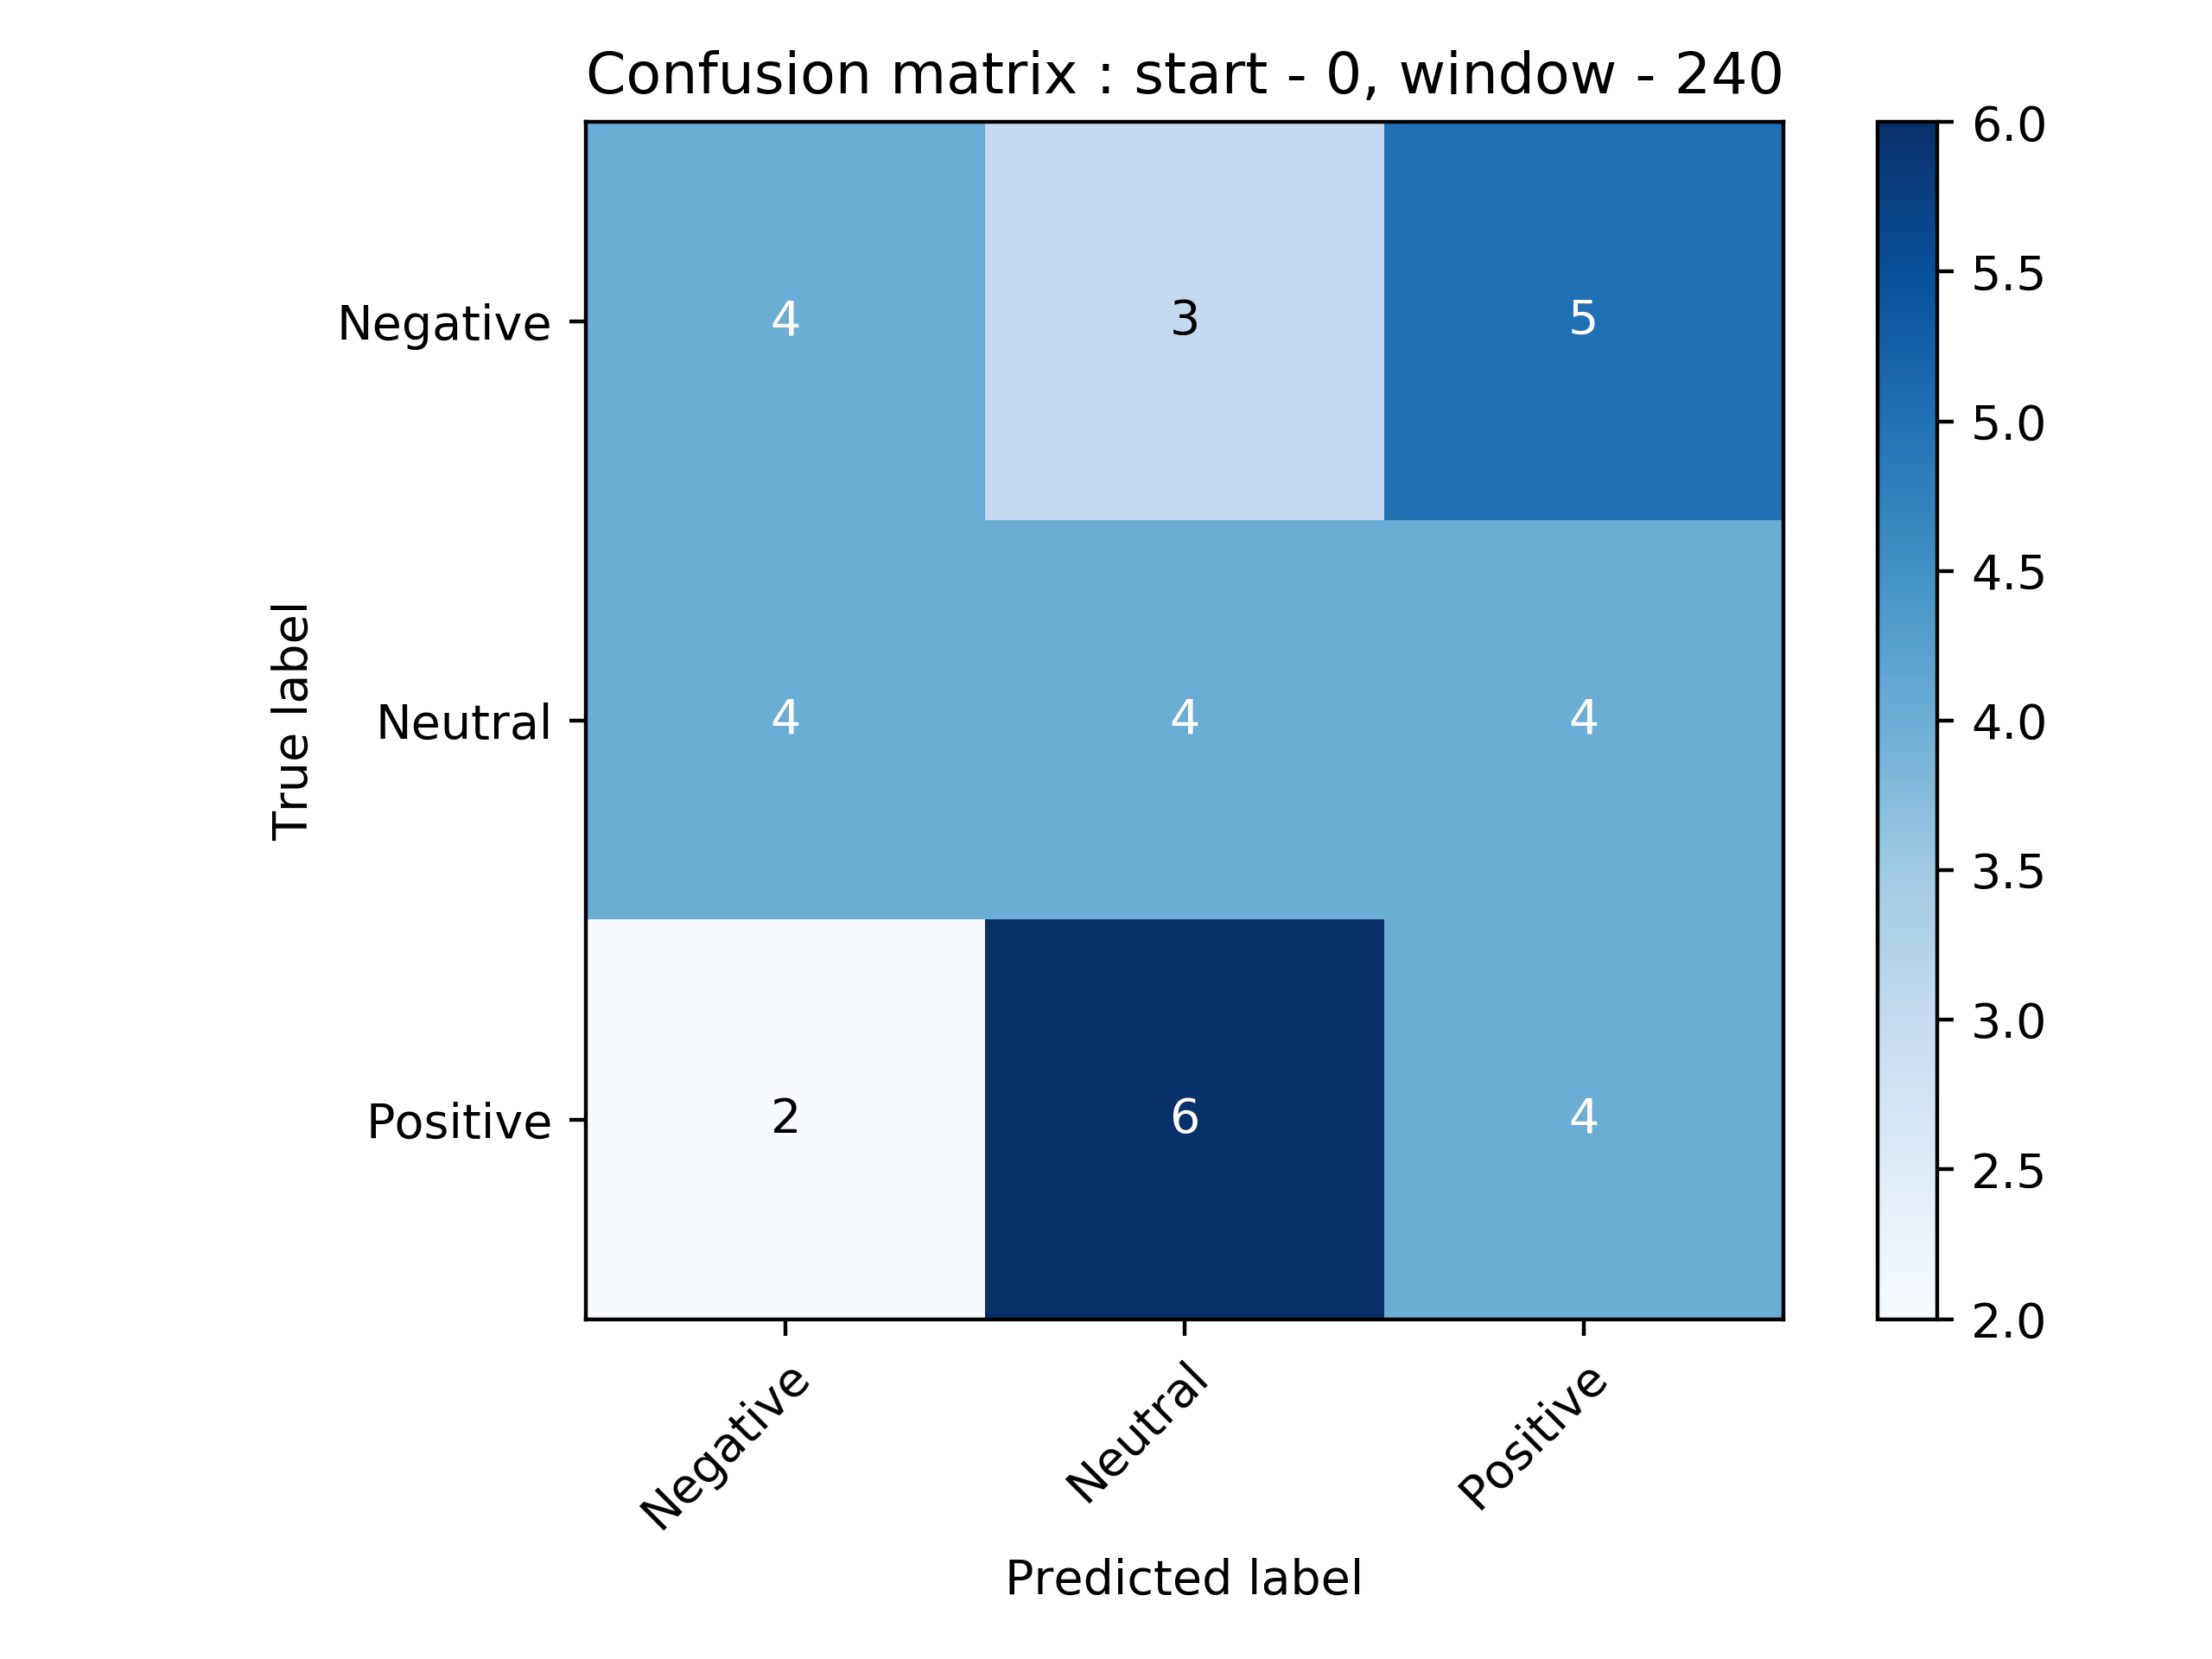 Confusion matrix : start - 0, window - 240
True label
Negative
Neutral
Positive
4 3 5
4 4 4
2 6 4
Negative Neutral Positive
Predicted label
6.0
5.5
5.0
4.5
4.0
3.5
3.0
2.5
2.0